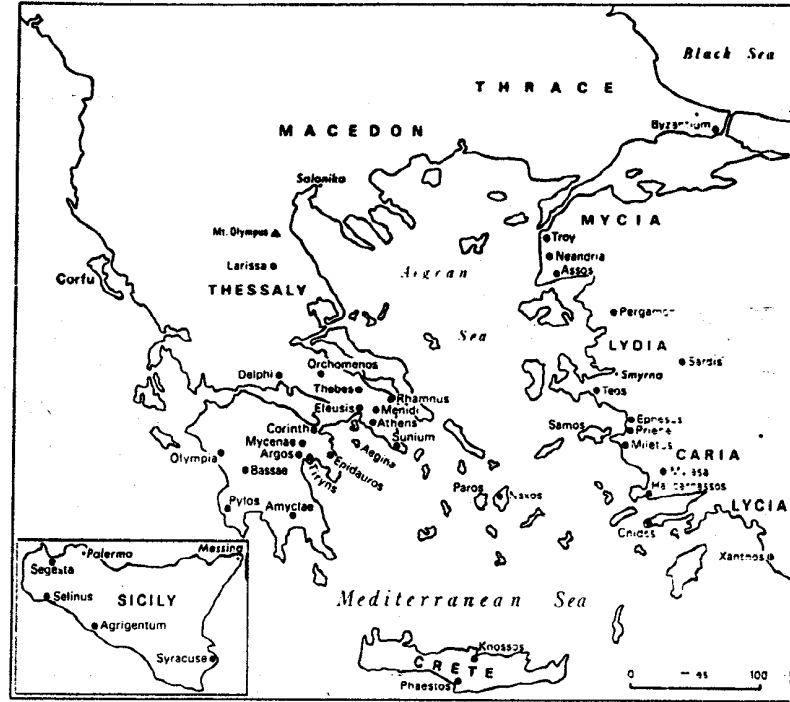 Black Sea
THRACE
Byzantium
MACEDON
Salonika
MYCIA
Mt. Olympus
Troy
Neandria
Larissa
Assos
Aigean
Corfu
THESSALY
Pergamon
Sea
LYDIA
Orchomenos
Sardis
Delphi
Smyrna
Thebes
Teos
Rhamnus
Eleusis
Menidi
Athens
Ephesus
Corinth
Samos
Priene
Mycenae
Sunium
Miletus
Olympia
Argos
Aegina
CARIA
Bassae
Tiryns
Epidauros
Paros
Naxos
Halicarnassos
Pylos
Amyclae
LYCIA
Cnidos
Palermo
Messina
Xanthos
Segesta
Selinus
SICILY
Mediterranean Sea
Agrigentum
Knossos
Syracuse
CRETE
Phaestos
0 45 100